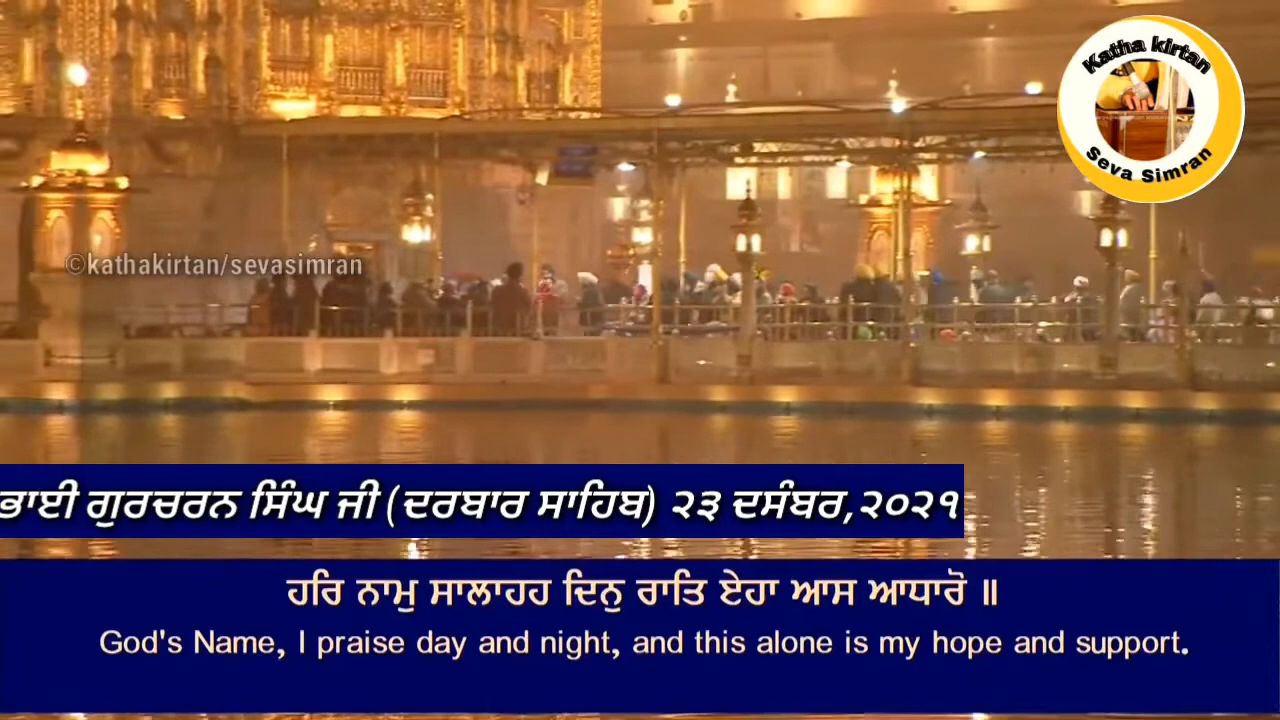 Katha kirtan
Seva Simran
©kathakirtan/sevasimran
ਭਾਈ ਗੁਰਚਰਨ ਸਿੰਘ ਜੀ (ਦਰਬਾਰ ਸਾਹਿਬ) ੨੩ ਦਸੰਬਰ,੨੦੨੧
ਹਰਿ ਨਾਮੁ ਸਾਲਾਹਹ ਦਿਨੁ ਰਾਤਿ ਏਹਾ ਆਸ ਆਧਾਰੋ ॥
God's Name, I praise day and night, and this alone is my hope and support.